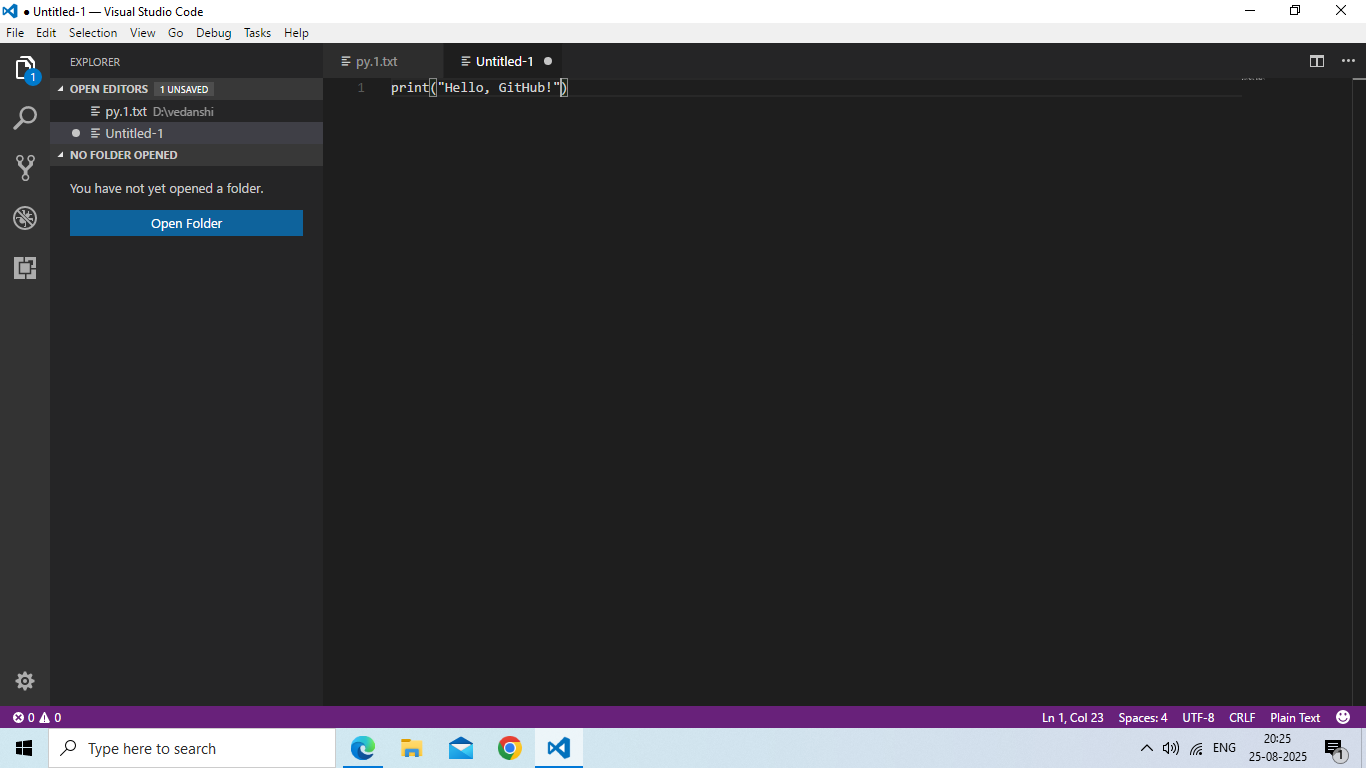 ● Untitled-1 — Visual Studio Code
File Edit Selection View Go Debug Tasks Help
1
EXPLORER
OPEN EDITORS 1 UNSAVED
py.1.txt D:\vedanshi
Untitled-1
NO FOLDER OPENED
You have not yet opened a folder.
Open Folder
py.1.txt Untitled-1
1 print("Hello, GitHub!")
0 0
Ln 1, Col 23 Spaces: 4 UTF-8 CRLF Plain Text
Type here to search
ENG
20:25
25-08-2025
1